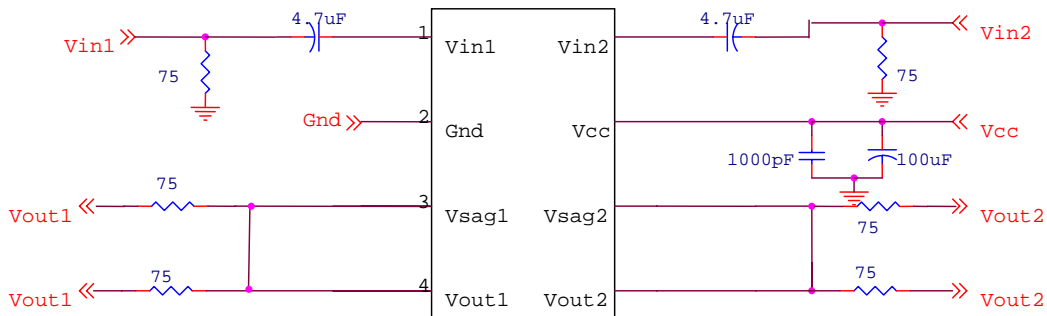 4.7uF 4.7uF
Vin1 1 Vin1 Vin2 Vin2
75 75
Gnd 2 Gnd Vcc Vcc
1000pF 100uF
75
Vout1 3 Vsag1 Vsag2 Vout2
75
75 75
Vout1 4 Vout1 Vout2 Vout2